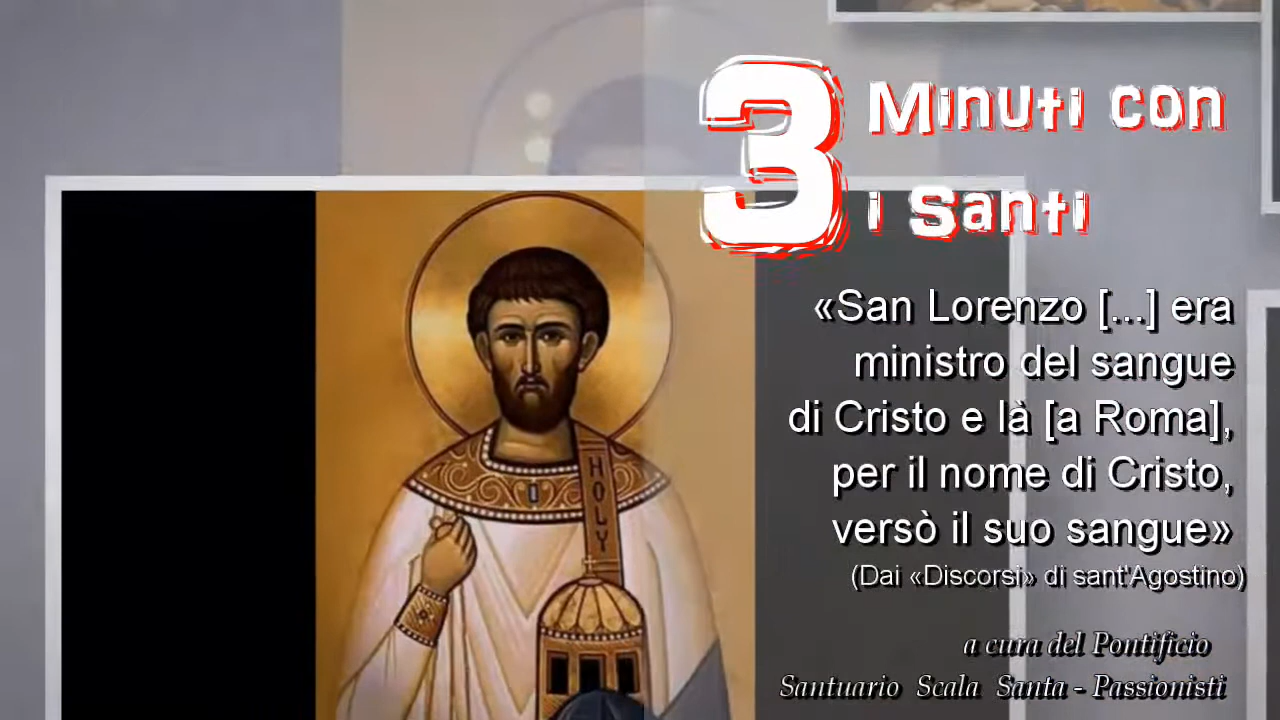 3 Minuti con
i Santi
«San Lorenzo [...] era
ministro del sangue
di Cristo e là [a Roma],
per il nome di Cristo,
versò il suo sangue»
(Dai «Discorsi» di sant'Agostino)
a cura del Pontificio
Santuario Scala Santa - Passionisti
HOLY